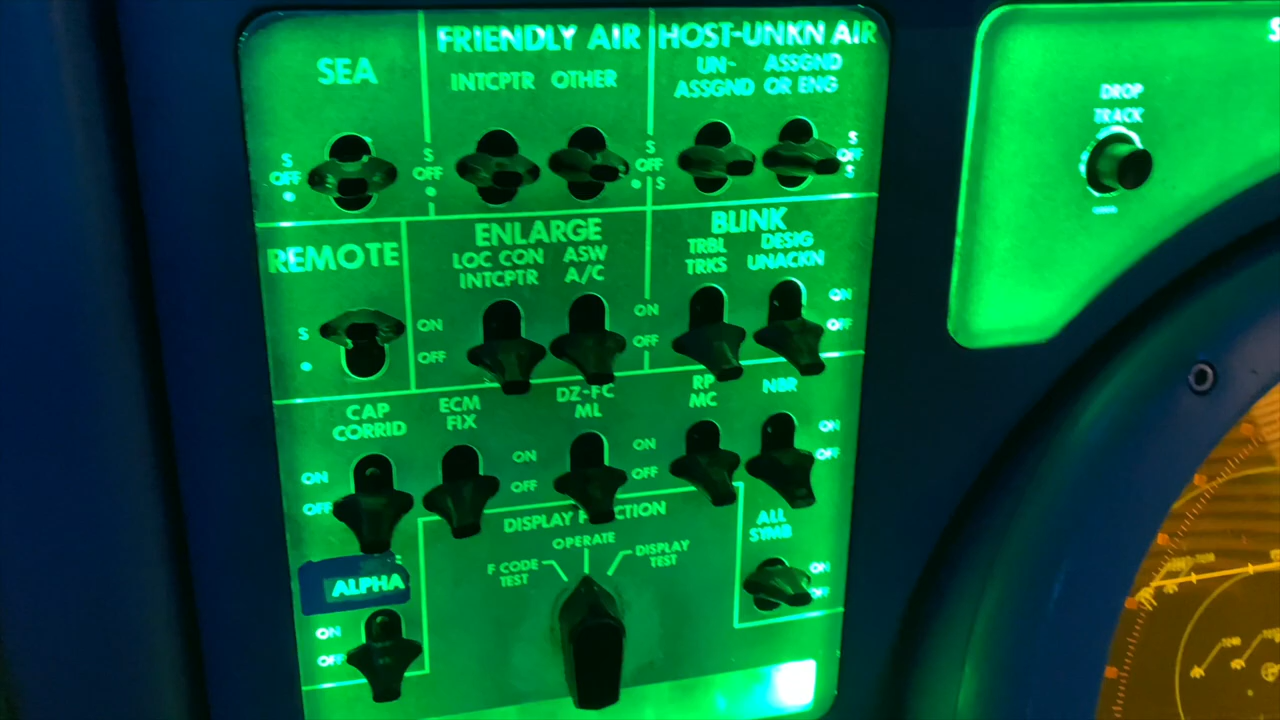 SEA
FRIENDLY AIR
HOST-UNKN AIR
INTCPTR OTHER
UN-
ASSGND
ASSGND
OR ENG
S
OFF
S
OFF
S
OFF
S
S
OFF
S
REMOTE
S
ENLARGE
LOC CON
INTCPTR
ASW
A/C
ON
OFF
BLINK
TRBL
TRKS
DESIG
UNACKN
ON
OFF
ON
OFF
CAP
CORRID
ECM
FIX
DZ-FC
ML
RP
MC
NBR
ON
OFF
ON
OFF
ON
OFF
ON
OFF
ALPHA
ON
OFF
DISPLAY FUNCTION
F CODE
TEST
OPERATE
DISPLAY
TEST
ALL
SYMB
ON
OFF
DROP
TRACK